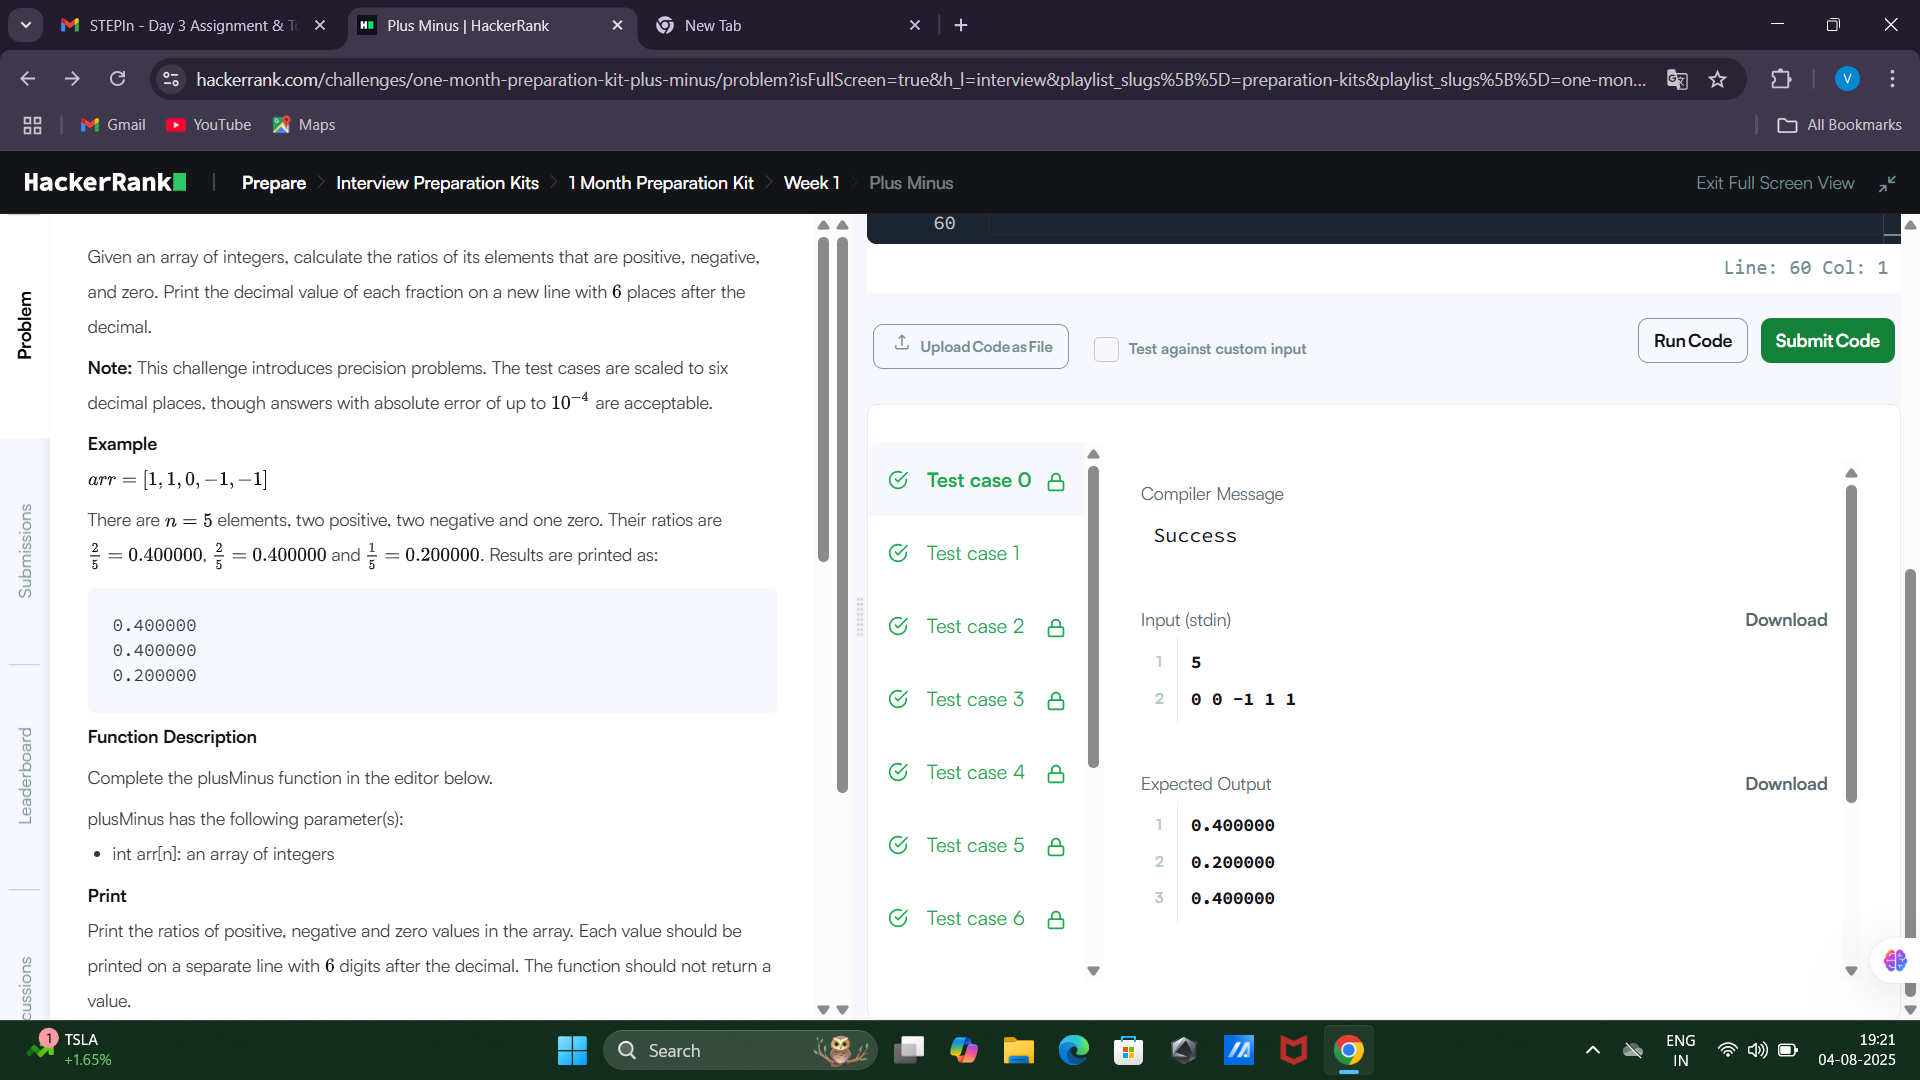 STEPIn - Day 3 Assignment & To
Plus Minus | HackerRank
New Tab
hackerrank.com/challenges/one-month-preparation-kit-plus-minus/problem?isFullScreen=true&h_l=interview&playlist_slugs%5B%5D=preparation-kits&playlist_slugs%5B%5D=one-mon...
V
Gmail
YouTube
Maps
All Bookmarks
HackerRank
Prepare
Interview Preparation Kits
1 Month Preparation Kit
Week 1
Plus Minus
Exit Full Screen View
Problem
Submissions
Leaderboard
cussions
Given an array of integers, calculate the ratios of its elements that are positive, negative,
and zero. Print the decimal value of each fraction on a new line with 6 places after the
decimal.
Note: This challenge introduces precision problems. The test cases are scaled to six
decimal places, though answers with absolute error of up to 10⁻⁴ are acceptable.
Example
arr = [1, 1, 0, −1, −1]
There are n = 5 elements, two positive, two negative and one zero. Their ratios are
2/5 = 0.400000, 2/5 = 0.400000 and 1/5 = 0.200000. Results are printed as:
0.400000
0.400000
0.200000
Function Description
Complete the plusMinus function in the editor below.
plusMinus has the following parameter(s):
• int arr[n]: an array of integers
Print
Print the ratios of positive, negative and zero values in the array. Each value should be
printed on a separate line with 6 digits after the decimal. The function should not return a
value.
60
Line: 60 Col: 1
Upload Code as File
Test against custom input
Run Code
Submit Code
Test case 0
Test case 1
Test case 2
Test case 3
Test case 4
Test case 5
Test case 6
Compiler Message
Success
Input (stdin)
Download
1 5
2 0 0 -1 1 1
Expected Output
Download
1 0.400000
2 0.200000
3 0.400000
1
TSLA
+1.65%
Search
ENG
IN
19:21
04-08-2025